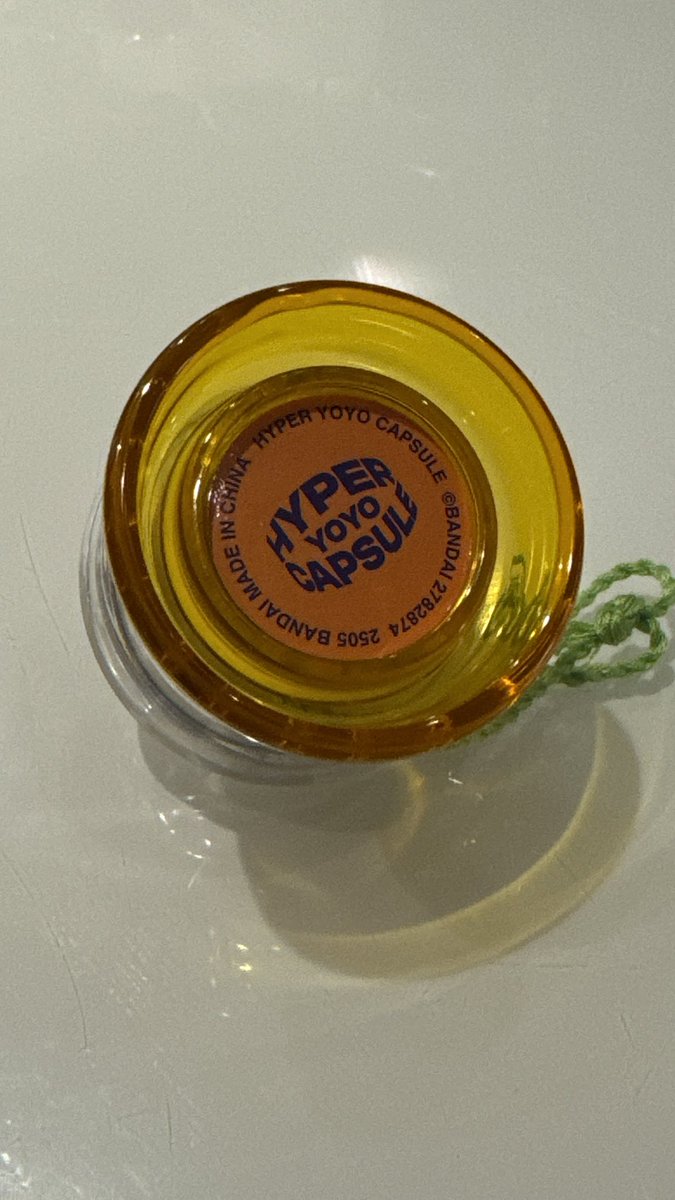 HYPER
YOYO
CAPSULE
HYPER YOYO CAPSULE ©BANDAI 2782874 2505 BANDAI MADE IN CHINA